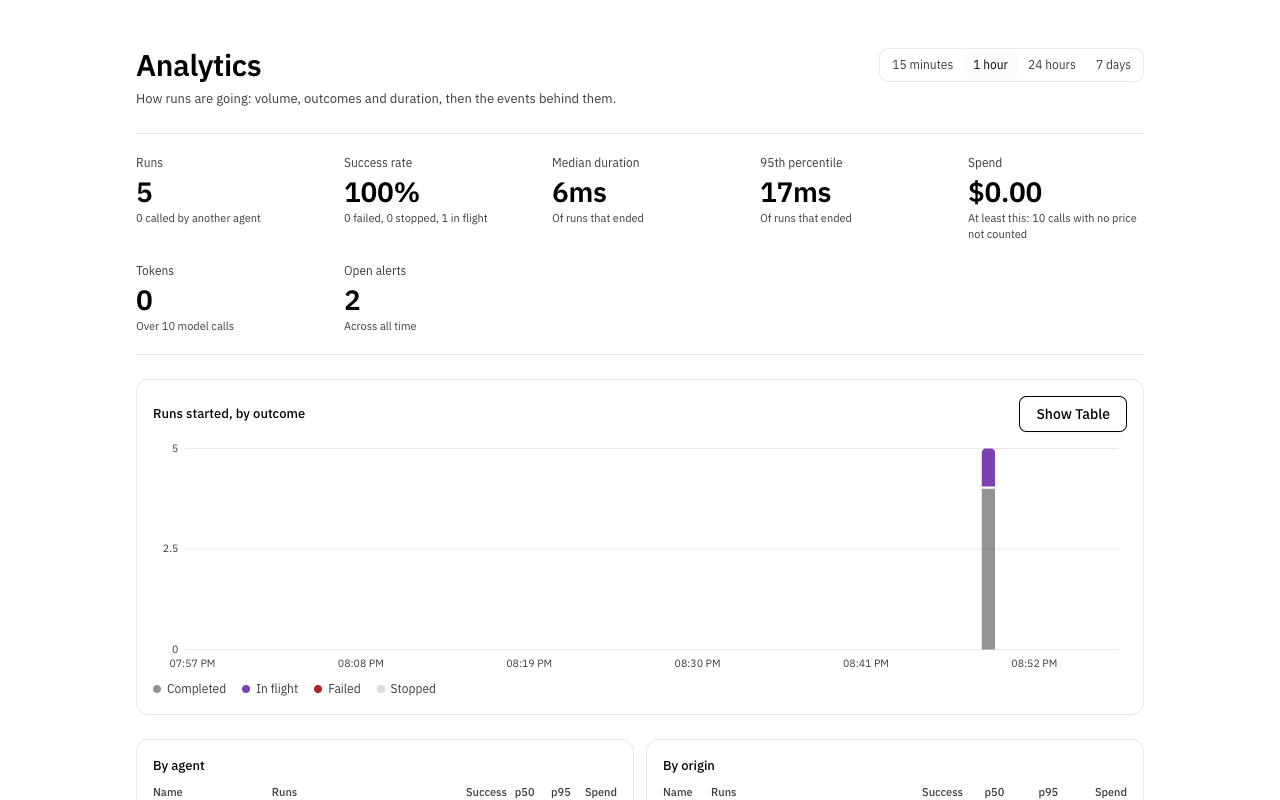 Analytics
15 minutes 1 hour 24 hours 7 days
How runs are going: volume, outcomes and duration, then the events behind them.
Runs
5
0 called by another agent
Success rate
100%
0 failed, 0 stopped, 1 in flight
Median duration
6ms
Of runs that ended
95th percentile
17ms
Of runs that ended
Spend
$0.00
At least this: 10 calls with no price
not counted
Tokens
0
Over 10 model calls
Open alerts
2
Across all time
Runs started, by outcome
Show Table
5
2.5
0
07:57 PM 08:08 PM 08:19 PM 08:30 PM 08:41 PM 08:52 PM
Completed In flight Failed Stopped
By agent
Name Runs Success p50 p95 Spend
By origin
Name Runs Success p50 p95 Spend